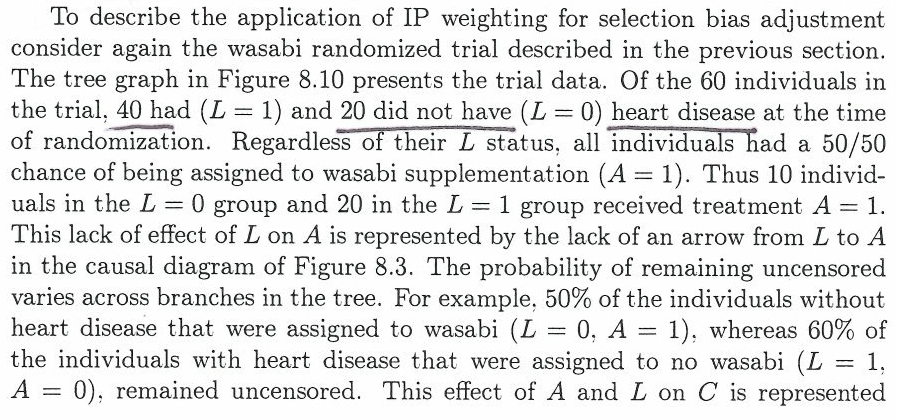 To describe the application of IP weighting for selection bias adjustment
consider again the wasabi randomized trial described in the previous section.
The tree graph in Figure 8.10 presents the trial data. Of the 60 individuals in
the trial, 40 had (L = 1) and 20 did not have (L = 0) heart disease at the time
of randomization. Regardless of their L status, all individuals had a 50/50
chance of being assigned to wasabi supplementation (A = 1). Thus 10 individ-
uals in the L = 0 group and 20 in the L = 1 group received treatment A = 1.
This lack of effect of L on A is represented by the lack of an arrow from L to A
in the causal diagram of Figure 8.3. The probability of remaining uncensored
varies across branches in the tree. For example, 50% of the individuals without
heart disease that were assigned to wasabi (L = 0, A = 1), whereas 60% of
the individuals with heart disease that were assigned to no wasabi (L = 1,
A = 0), remained uncensored. This effect of A and L on C is represented